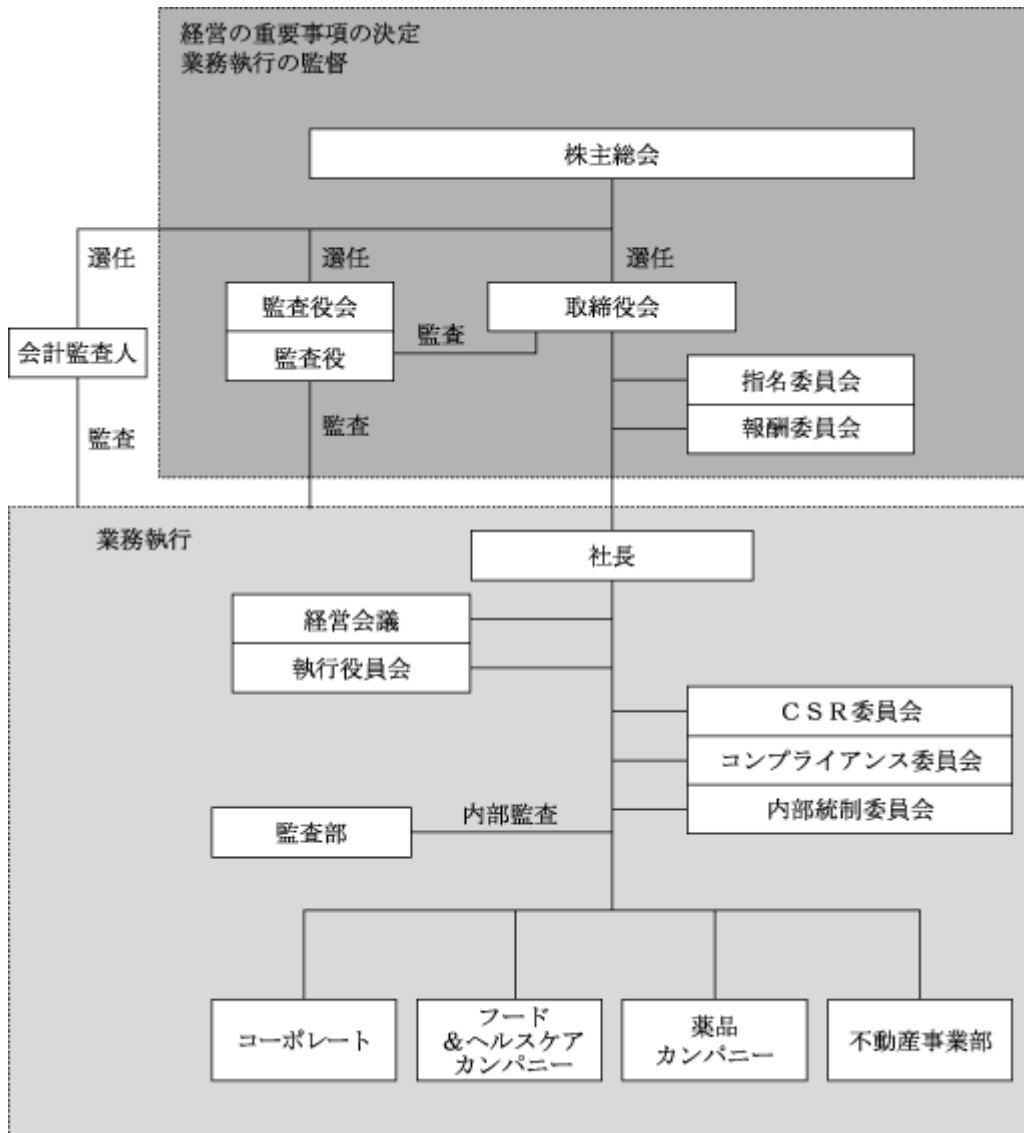 経営の重要事項の決定
業務執行の監督
株主総会
選任
選任
選任
監査役会
取締役会
監査
会計監査人
監査役
指名委員会
監査
監査
報酬委員会
業務執行
社長
経営会議
執行役員会
CSR委員会
コンプライアンス委員会
内部統制委員会
内部監査
監査部
コーポレート
フード
&ヘルスケア
カンパニー
薬品
カンパニー
不動産事業部